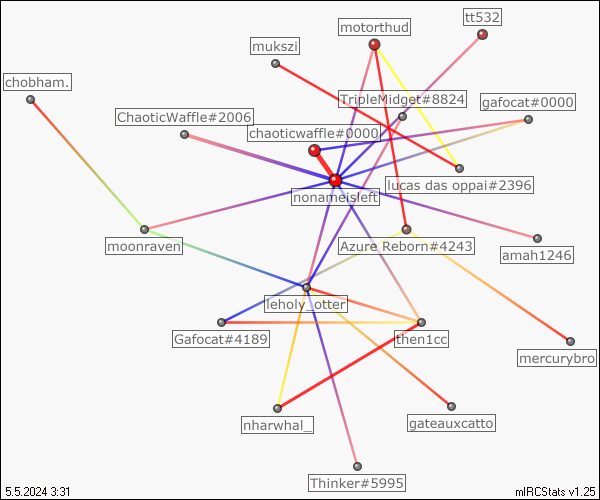 tt532
motorthud
mukszi
chobham.
TripleMidget#8824
gafocat#0000
ChaoticWaffle#2006
chaoticwaffle#0000
lucas das oppai#2396
nonameisleft
moonraven
Azure Reborn#4243
amah1246
leholy_otter
Gafocat#4189
then1cc
mercurybro
nharwhal_
gateauxcatto
Thinker#5995
5.5.2024 3:31
mIRCStats v1.25